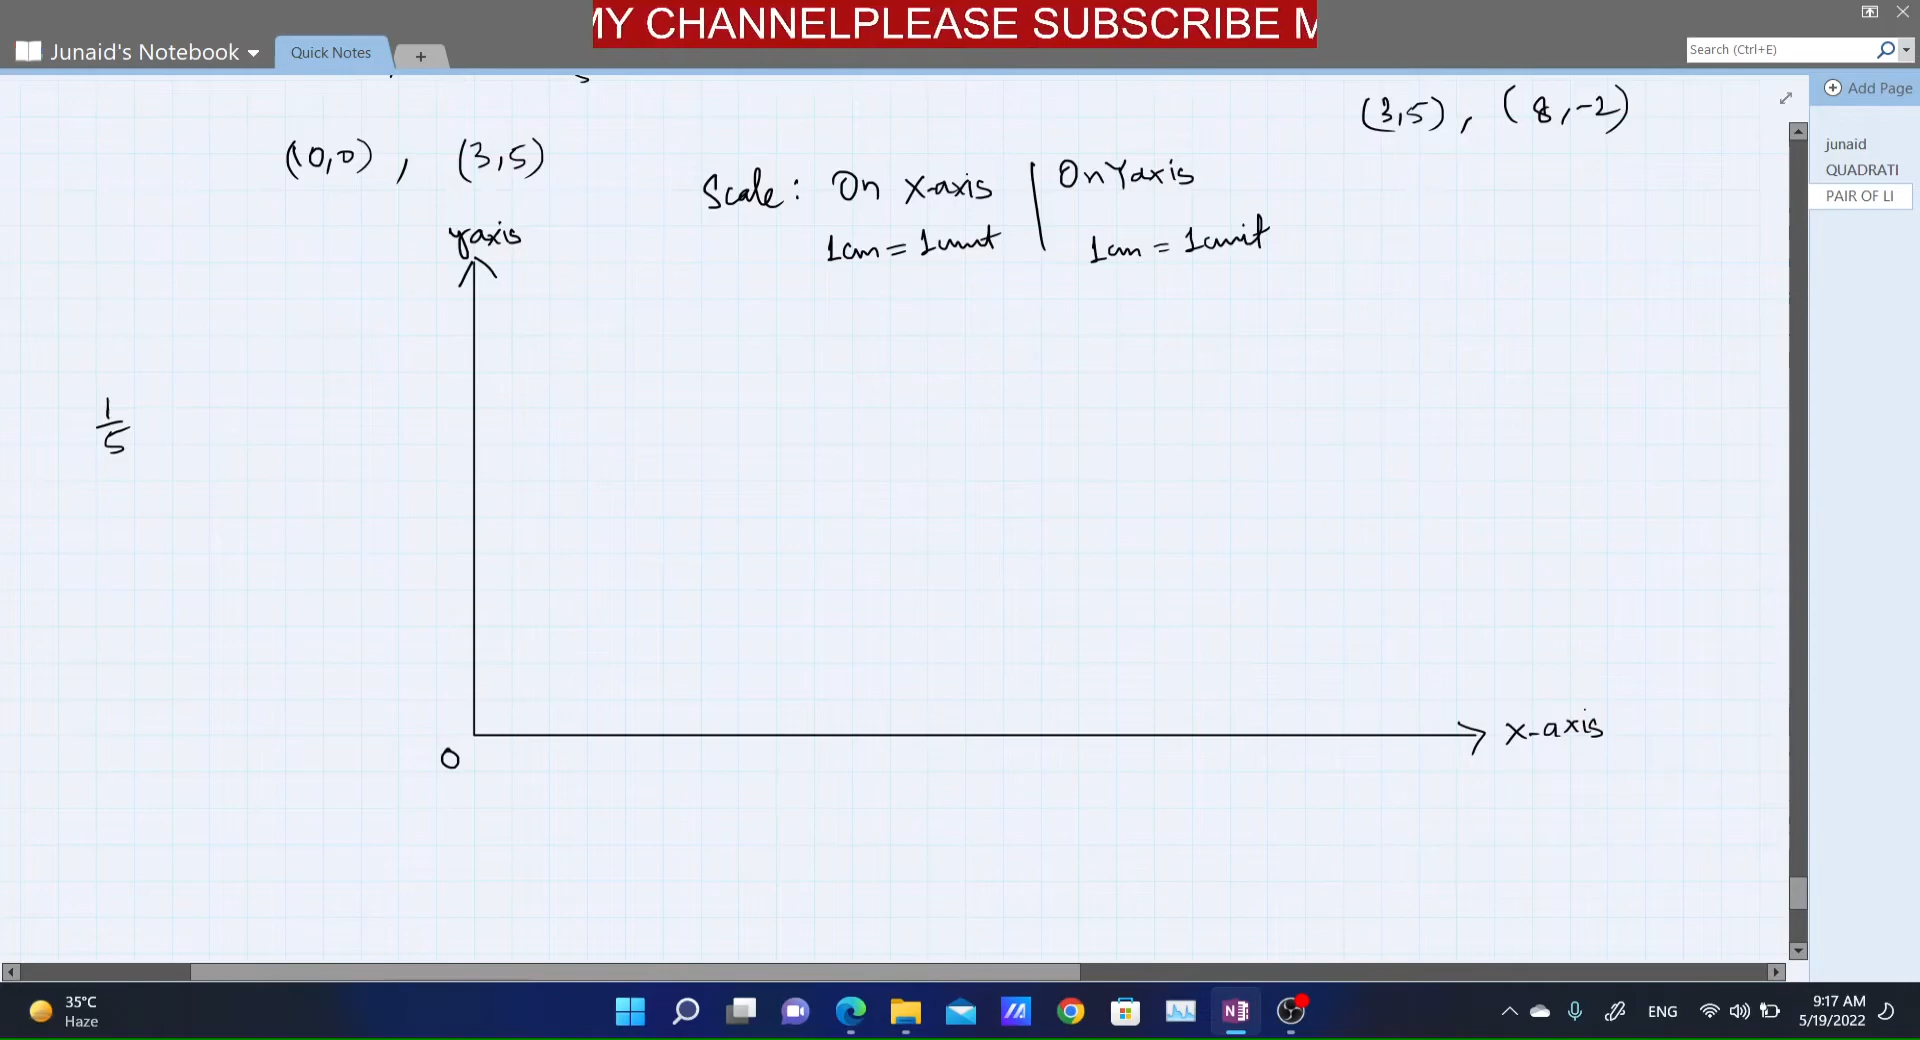 MY CHANNELPLEASE SUBSCRIBE M
Junaid's Notebook
Quick Notes
+
Search (Ctrl+E)
Add Page
junaid
QUADRATI
PAIR OF LI
(3,5), (8,-2)
(0,0), (3,5)
Scale: On X-axis | On Y axis
1cm = 1unit 1cm = 1unit
y axis
1/5
x-axis
0
35°C
Haze
ENG
9:17 AM
5/19/2022